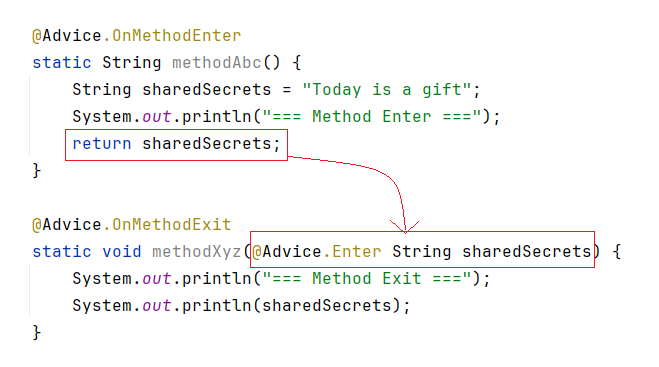 @Advice.OnMethodEnter
static String methodAbc() {
    String sharedSecrets = "Today is a gift";
    System.out.println("=== Method Enter ===");
    return sharedSecrets;
}
@Advice.OnMethodExit
static void methodXyz(@Advice.Enter String sharedSecrets) {
    System.out.println("=== Method Exit ===");
    System.out.println(sharedSecrets);
}